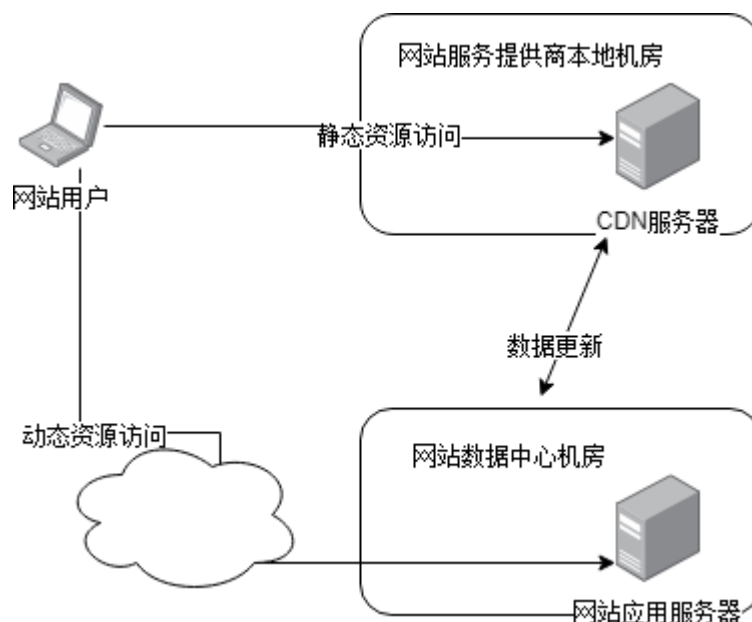 网站服务提供商本地机房
静态资源访问
网站用户
CDN服务器
数据更新
动态资源访问
网站数据中心机房
网站应用服务器